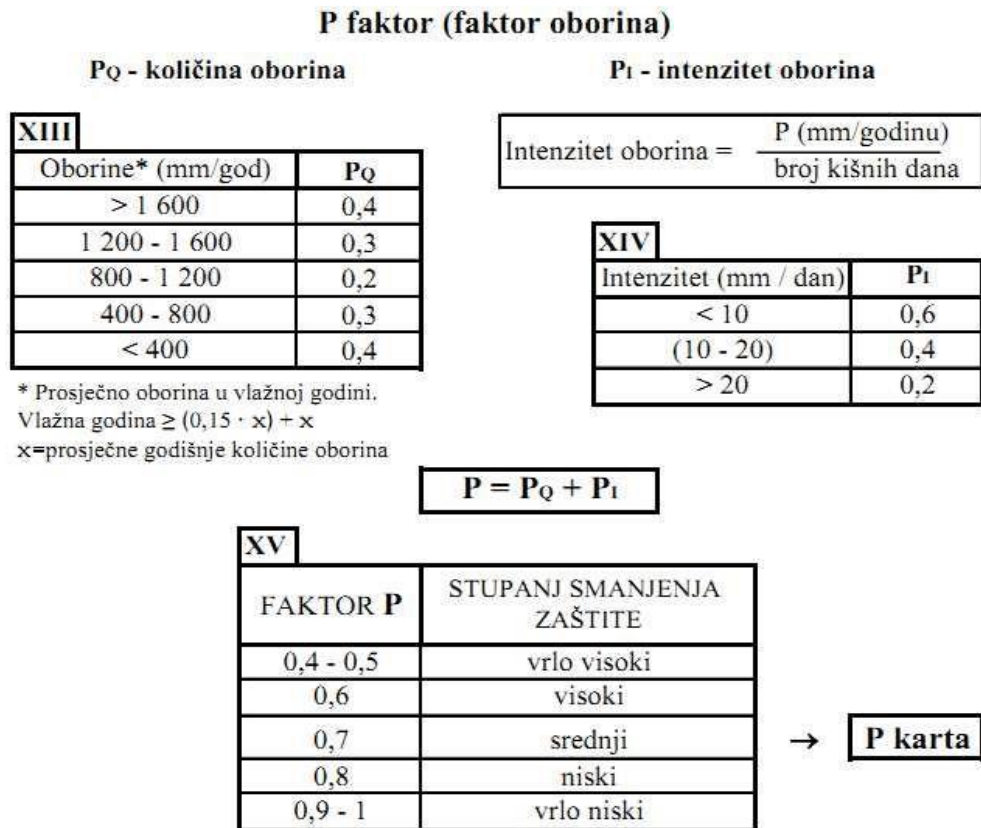 P faktor (faktor oborina)
PQ - količina oborina
PI - intenzitet oborina
XIII
Oborine* (mm/god) PQ
> 1 600 0,4
1 200 - 1 600 0,3
800 - 1 200 0,2
400 - 800 0,3
< 400 0,4
* Prosječno oborina u vlažnoj godini.
Vlažna godina ≥ (0,15 · x) + x
x=prosječne godišnje količine oborina
Intenzitet oborina = P (mm/godinu)
broj kišnih dana
XIV
Intenzitet (mm / dan) PI
< 10 0,6
(10 - 20) 0,4
> 20 0,2
P = PQ + PI
XV
FAKTOR P STUPANJ SMANJENJA
ZAŠTITE
0,4 - 0,5 vrlo visoki
0,6 visoki
0,7 srednji
0,8 niski
0,9 - 1 vrlo niski
→ P karta